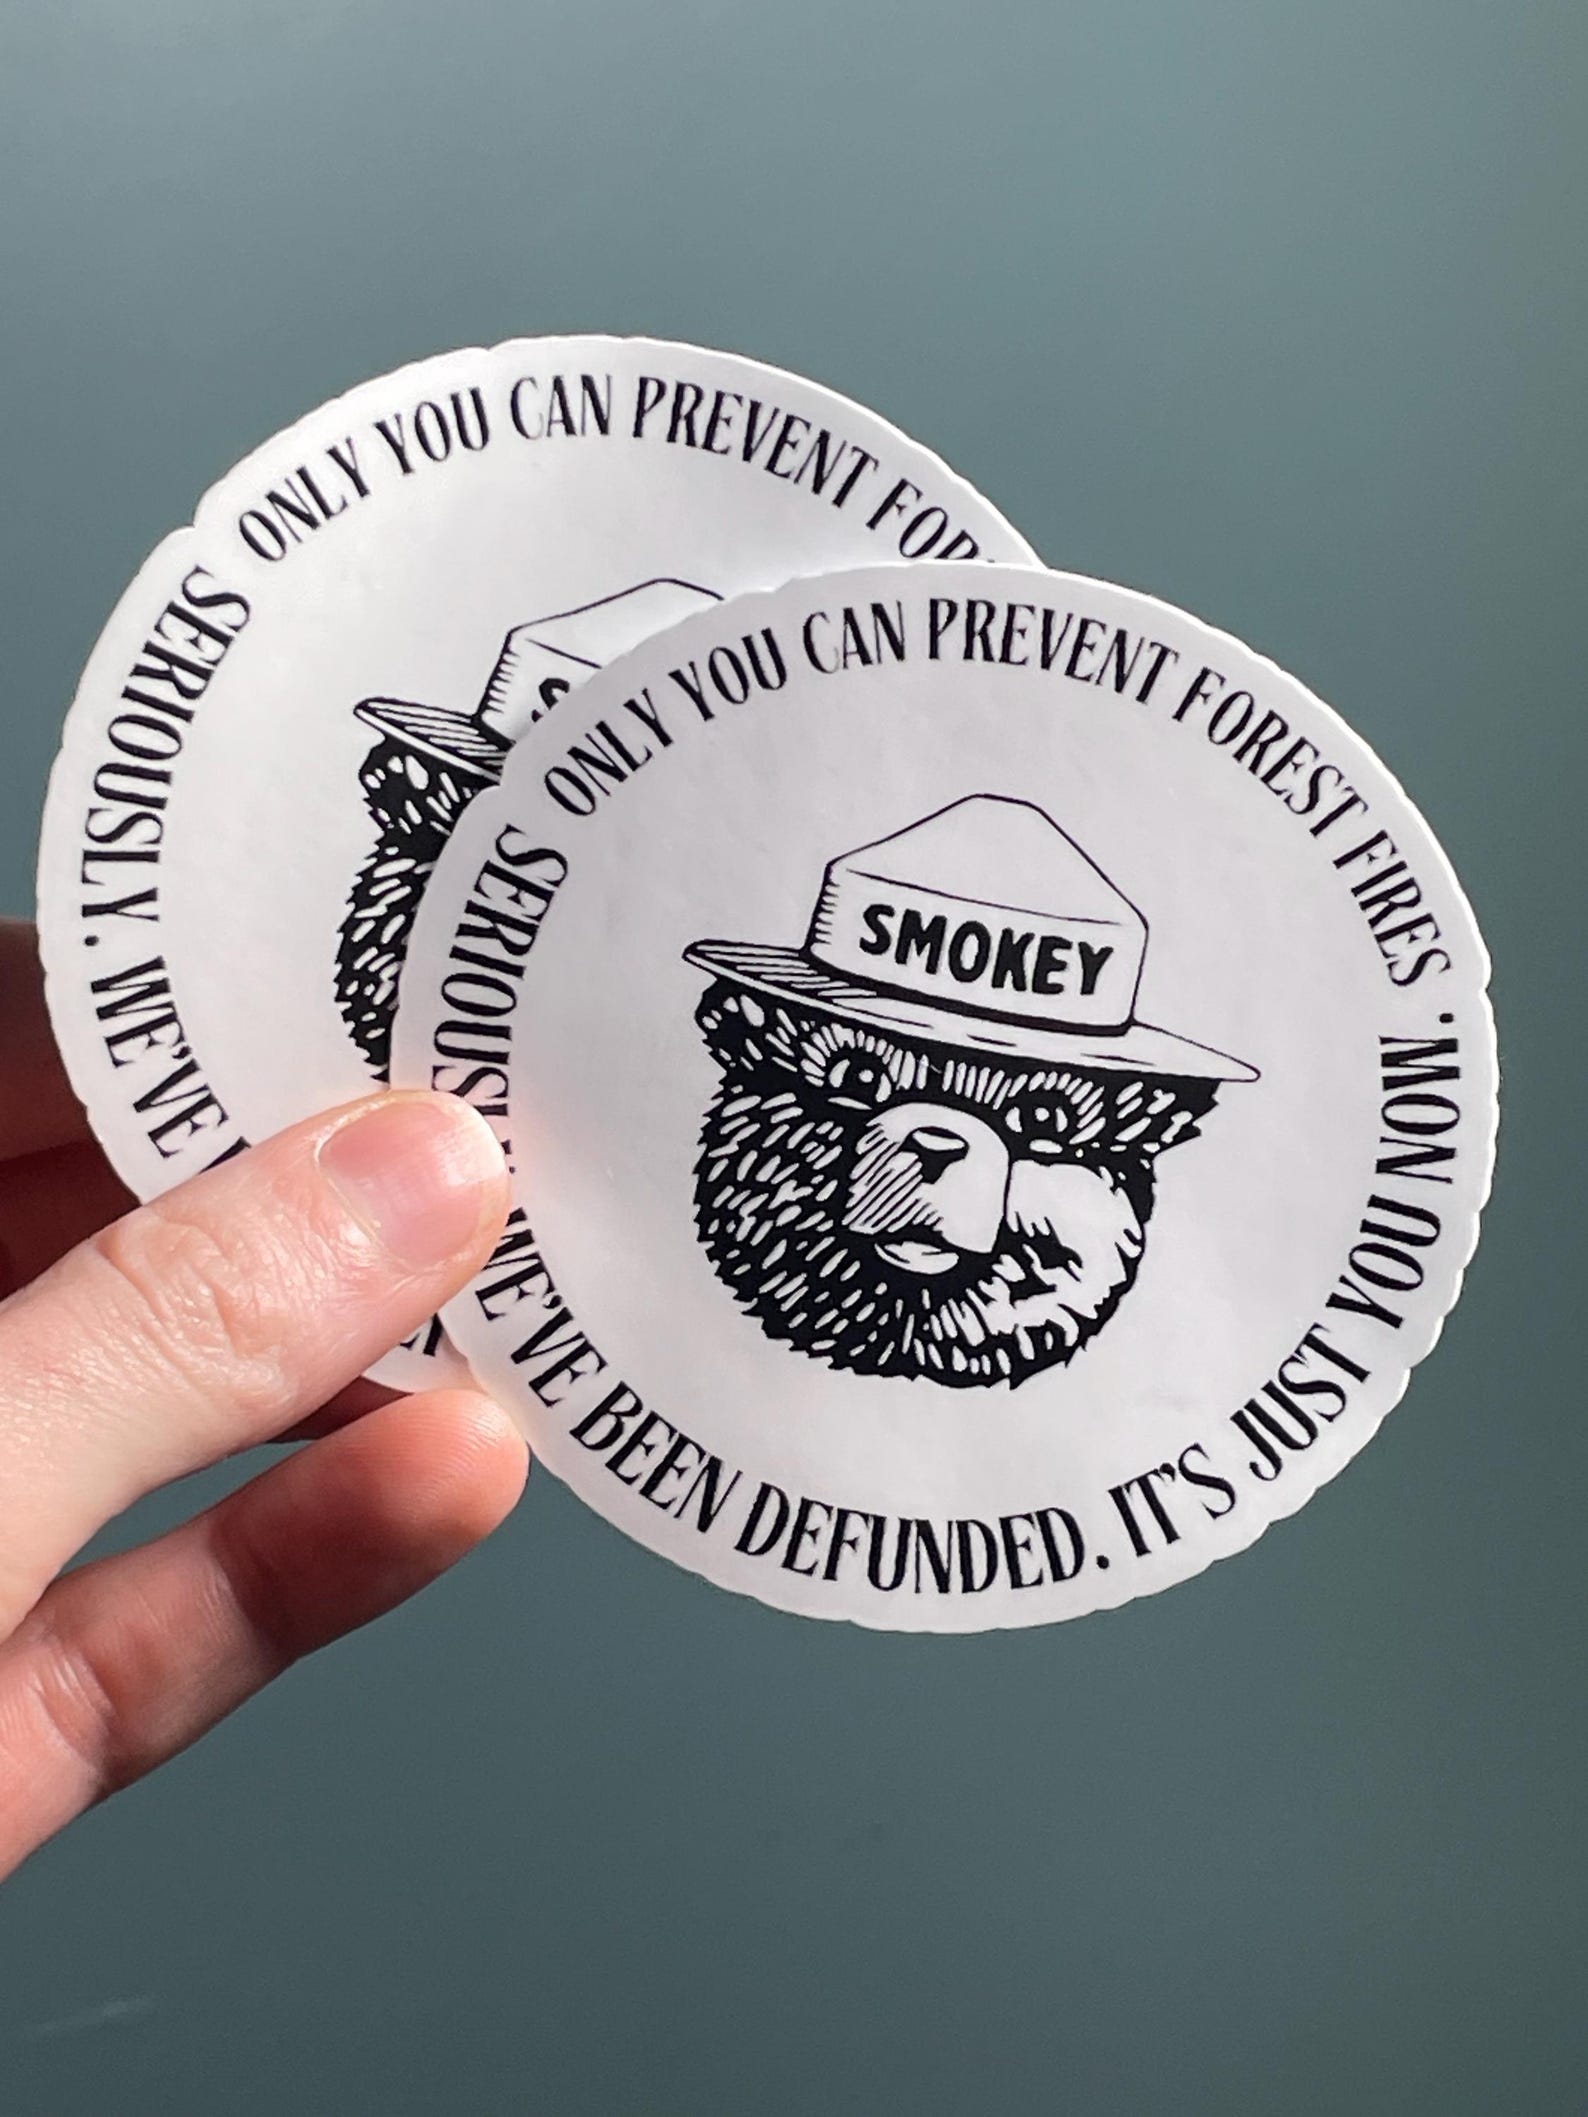 ONLY YOU CAN PREVENT FOR
SERIOUSLY. WE'VE
ONLY YOU CAN PREVENT FOREST FIRES
SMOKEY
SERIOUSLY. WE'VE BEEN DEFUNDED. IT'S JUST YOU NOW.